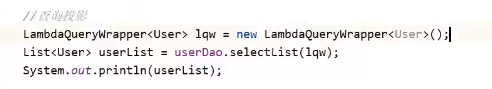 //查询投影
LambdaQueryWrapper<User> lqw = new LambdaQueryWrapper<User>();
List<User> userList = userDao.selectList(lqw);
System.out.println(userList);